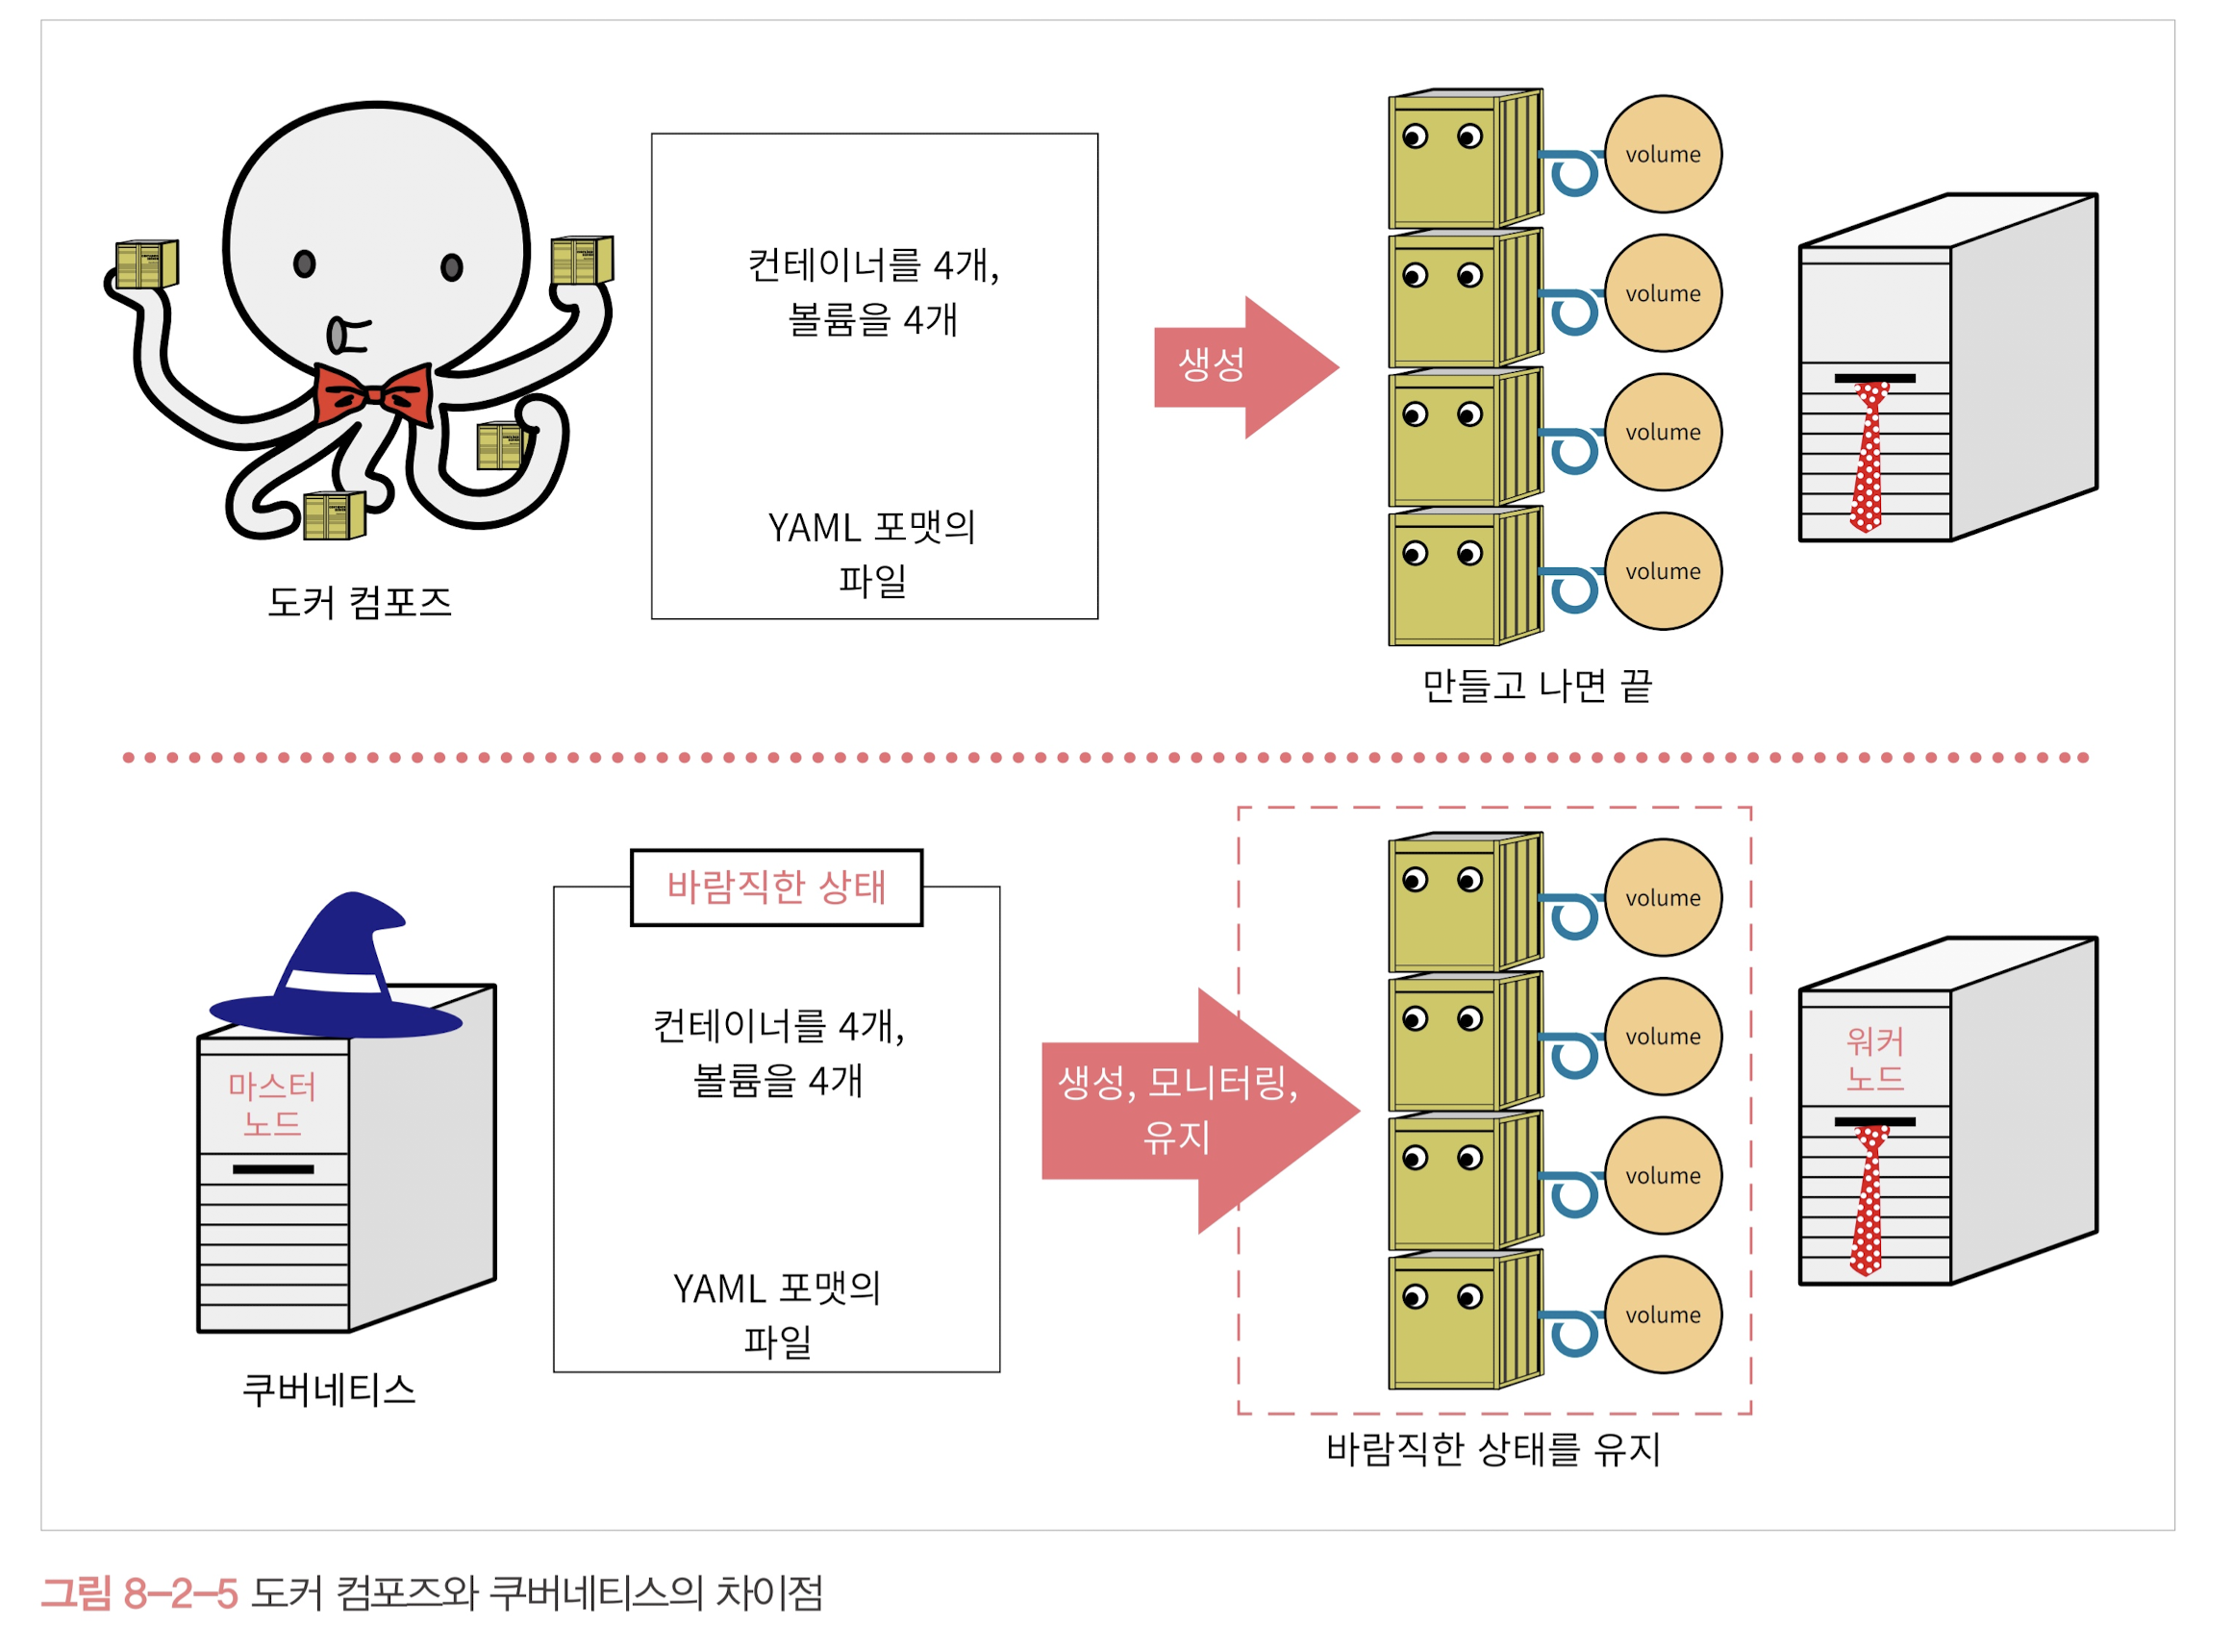 컨테이너를 4개,
볼륨을 4개
YAML 포맷의
파일
도커 컴포즈
생성
volume
volume
volume
volume
만들고 나면 끝
바람직한 상태
컨테이너를 4개,
볼륨을 4개
YAML 포맷의
파일
마스터
노드
쿠버네티스
생성, 모니터링,
유지
volume
volume
volume
volume
워커
노드
바람직한 상태를 유지
그림 8-2-5 도커 컴포즈와 쿠버네티스의 차이점